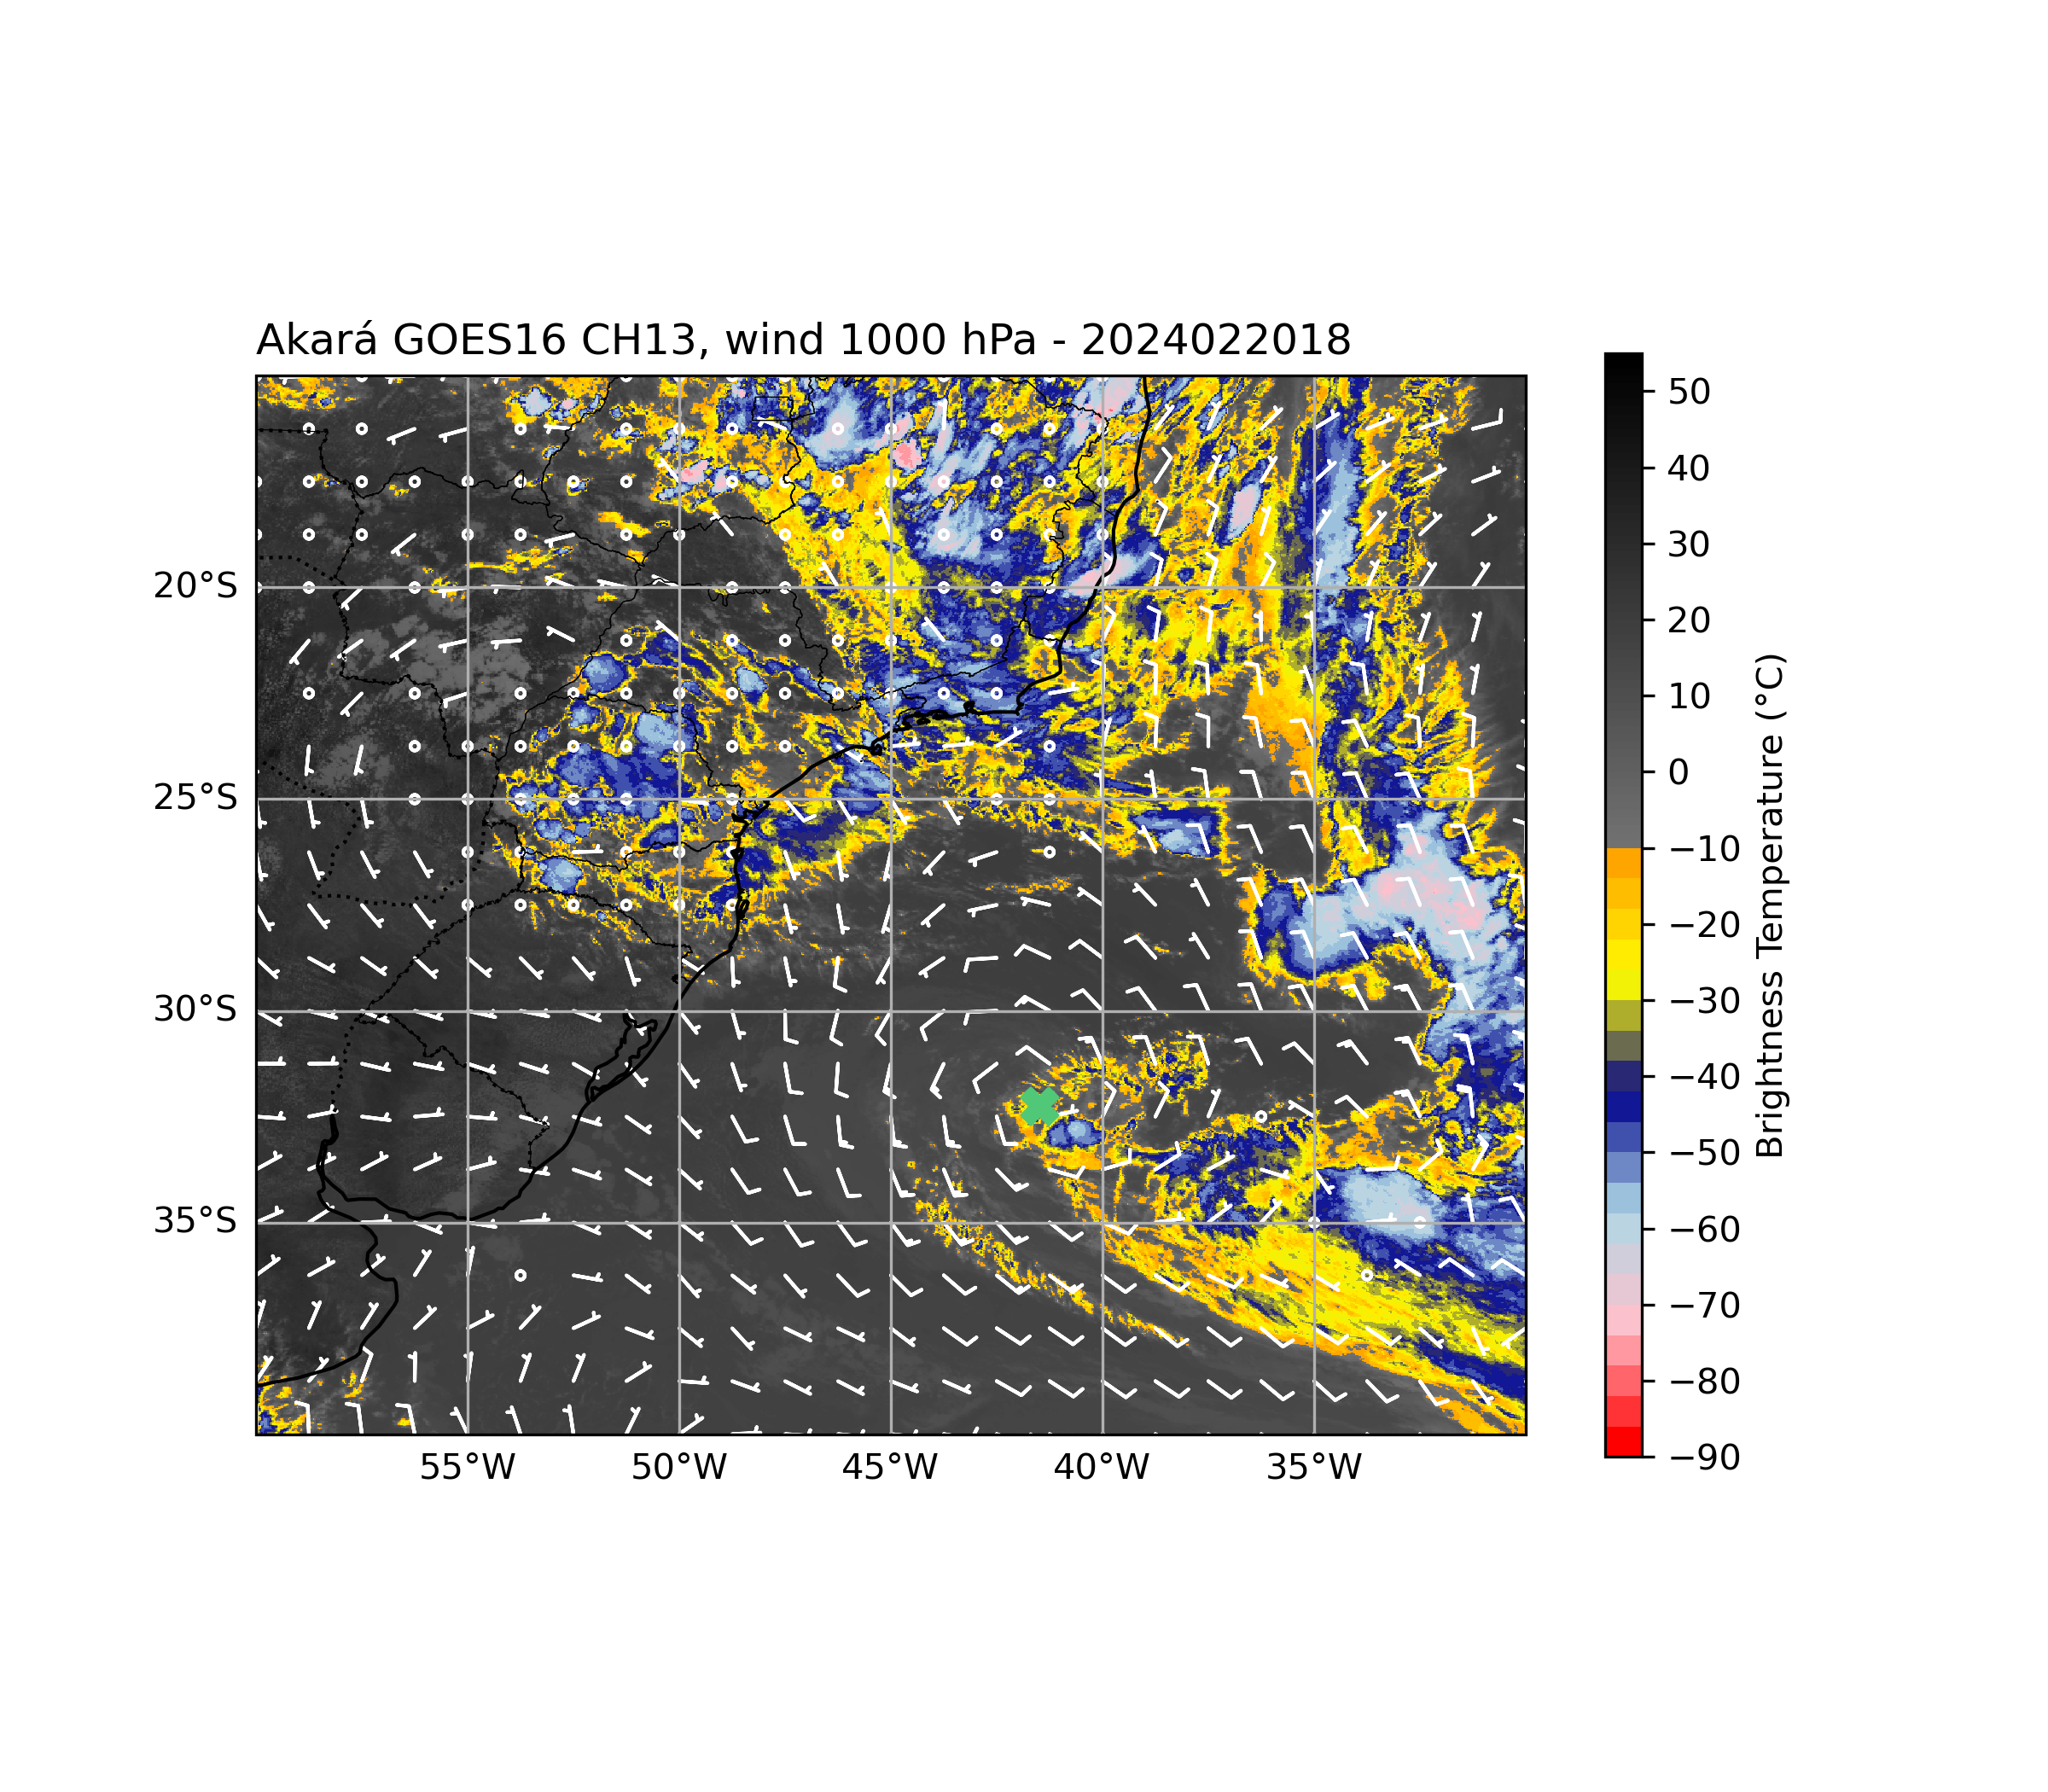 Akará GOES16 CH13, wind 1000 hPa - 2024022018
20°S
25°S
30°S
35°S
55°W
50°W
45°W
40°W
35°W
50
40
30
20
10
0
−10
−20
−30
−40
−50
−60
−70
−80
−90
Brightness Temperature (°C)